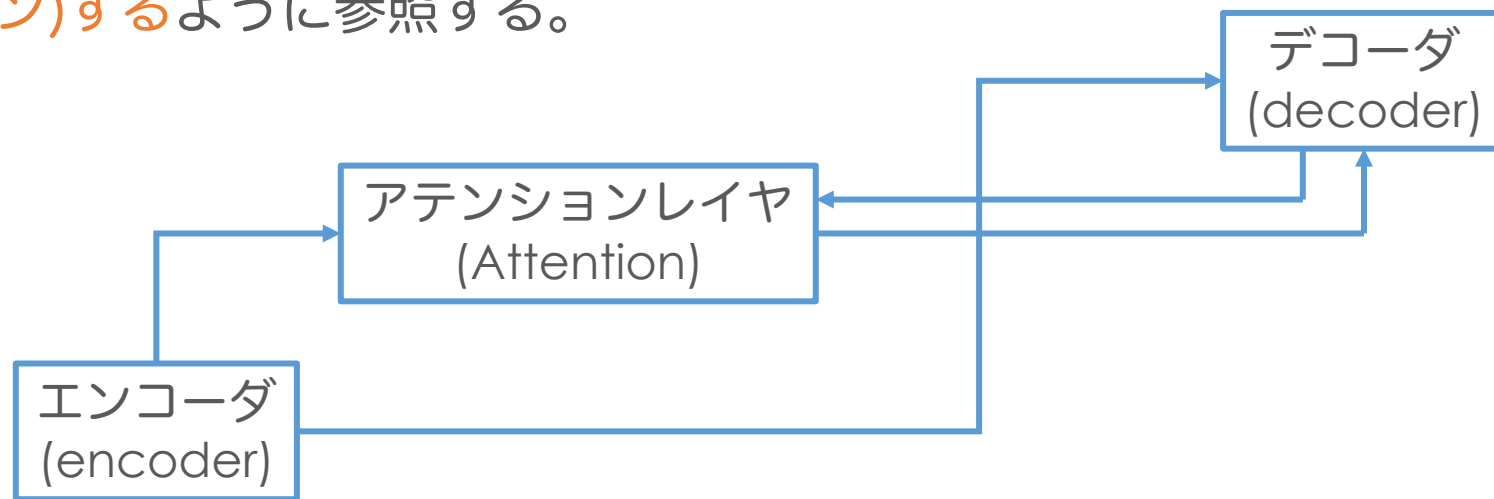 ン)するように参照する。
デコーダ
(decoder)
アテンションレイヤ
(Attention)
エンコーダ
(encoder)